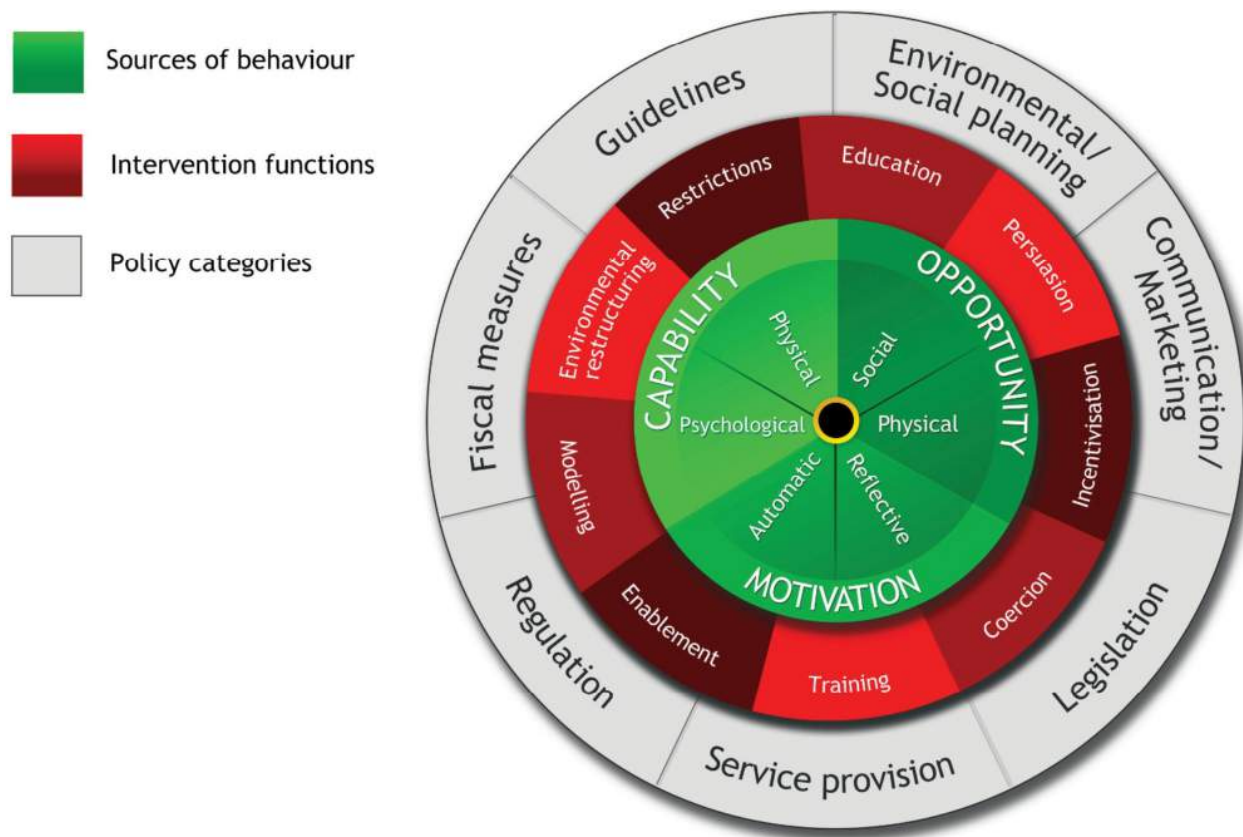 Sources of behaviour
Intervention functions
Policy categories
Guidelines
Environmental/
Social planning
Communication/
Marketing
Legislation
Service provision
Regulation
Fiscal measures
Restrictions
Education
Persuasion
Incentivisation
Coercion
Training
Enablement
Modelling
Environmental
restructuring
CAPABILITY
OPPORTUNITY
MOTIVATION
Physical
Social
Physical
Reflective
Automatic
Psychological